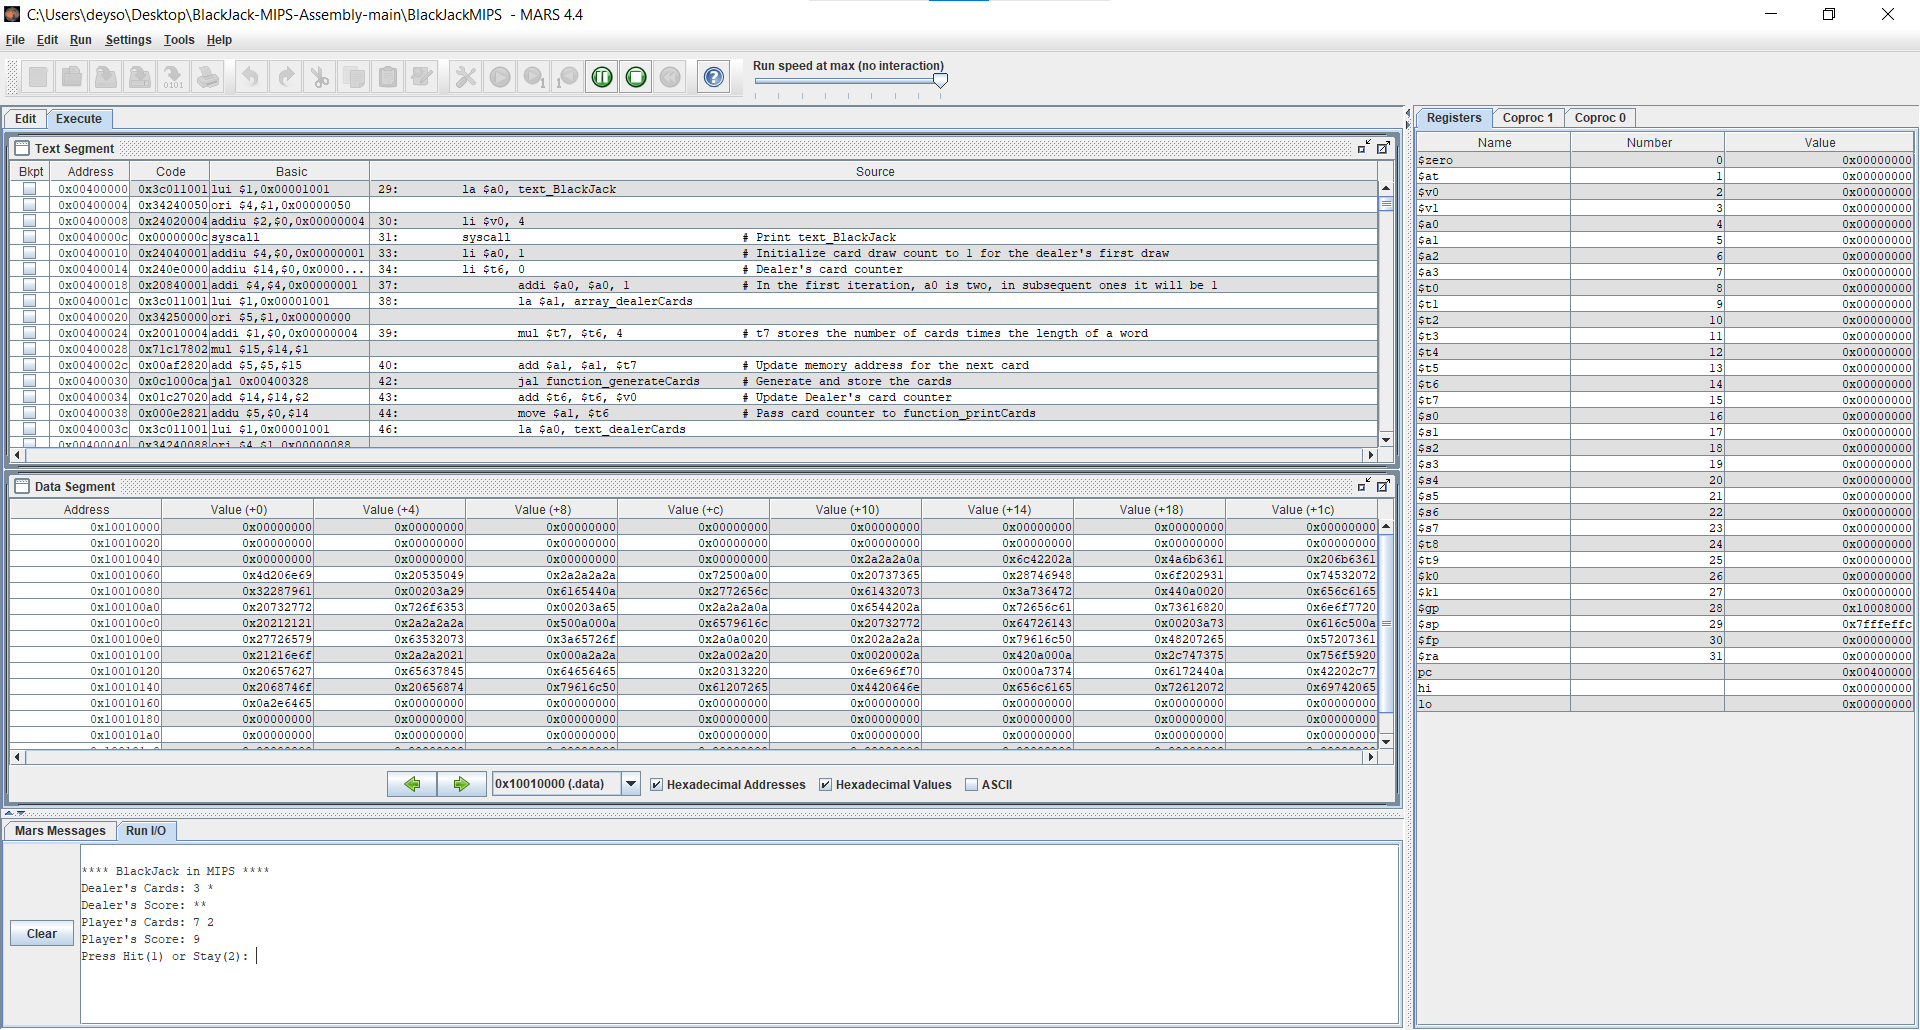 C:\Users\deyso\Desktop\BlackJack-MIPS-Assembly-main\BlackJackMIPS - MARS 4.4
File Edit Run Settings Tools Help
Run speed at max (no interaction)
Edit Execute
Text Segment
Bkpt Address Code Basic Source
0x00400000 0x3c011001 lui $1,0x00001001 29: la $a0, text_BlackJack
0x00400004 0x34240050 ori $4,$1,0x00000050
0x00400008 0x24020004 addiu $2,$0,0x00000004 30: li $v0, 4
0x0040000c 0x0000000c syscall 31: syscall # Print text_BlackJack
0x00400010 0x24040001 addiu $4,$0,0x00000001 33: li $a0, 1 # Initialize card draw count to 1 for the dealer's first draw
0x00400014 0x240e0000 addiu $14,$0,0x0000... 34: li $t6, 0 # Dealer's card counter
0x00400018 0x20840001 addi $4,$4,0x00000001 37: addi $a0, $a0, 1 # In the first iteration, a0 is two, in subsequent ones it will be 1
0x0040001c 0x3c011001 lui $1,0x00001001 38: la $a1, array_dealerCards
0x00400020 0x34250000 ori $5,$1,0x00000000
0x00400024 0x20010004 addi $1,$0,0x00000004 39: mul $t7, $t6, 4 # t7 stores the number of cards times the length of a word
0x00400028 0x71c17802 mul $15,$14,$1
0x0040002c 0x00af2820 add $5,$5,$15 40: add $a1, $a1, $t7 # Update memory address for the next card
0x00400030 0x0c1000ca jal 0x00400328 42: jal function_generateCards # Generate and store the cards
0x00400034 0x01c27020 add $14,$14,$2 43: add $t6, $t6, $v0 # Update Dealer's card counter
0x00400038 0x000e2821 addu $5,$0,$14 44: move $a1, $t6 # Pass card counter to function_printCards
0x0040003c 0x3c011001 lui $1,0x00001001 46: la $a0, text_dealerCards
0x00400040 0x34240088 ori $4,$1,0x00000088
Data Segment
Address Value (+0) Value (+4) Value (+8) Value (+c) Value (+10) Value (+14) Value (+18) Value (+1c)
0x10010000 0x00000000 0x00000000 0x00000000 0x00000000 0x00000000 0x00000000 0x00000000 0x00000000
0x10010020 0x00000000 0x00000000 0x00000000 0x00000000 0x00000000 0x00000000 0x00000000 0x00000000
0x10010040 0x00000000 0x00000000 0x00000000 0x00000000 0x2a2a2a0a 0x6c42202a 0x4a6b6361 0x206b6361
0x10010060 0x4d206e69 0x20535049 0x2a2a2a2a 0x72500a00 0x20737365 0x28746948 0x6f202931 0x74532072
0x10010080 0x32287961 0x00203a29 0x6165440a 0x2772656c 0x61432073 0x3a736472 0x440a0020 0x656c6165
0x100100a0 0x20732772 0x726f6353 0x00203a65 0x2a2a2a0a 0x6544202a 0x72656c61 0x73616820 0x6e6f7720
0x100100c0 0x20212121 0x2a2a2a2a 0x500a000a 0x6579616c 0x20732772 0x64726143 0x00203a73 0x616c500a
0x100100e0 0x27726579 0x63532073 0x3a65726f 0x2a0a0020 0x202a2a2a 0x79616c50 0x48207265 0x57207361
0x10010100 0x21216e6f 0x2a2a2021 0x000a2a2a 0x2a002a20 0x0020002a 0x420a000a 0x2c747375 0x756f5920
0x10010120 0x20657627 0x65637845 0x64656465 0x20313220 0x6e696f70 0x000a7374 0x6172440a 0x42202c77
0x10010140 0x2068746f 0x20656874 0x79616c50 0x61207265 0x4420646e 0x656c6165 0x72612072 0x69742065
0x10010160 0x0a2e6465 0x00000000 0x00000000 0x00000000 0x00000000 0x00000000 0x00000000 0x00000000
0x10010180 0x00000000 0x00000000 0x00000000 0x00000000 0x00000000 0x00000000 0x00000000 0x00000000
0x100101a0 0x00000000 0x00000000 0x00000000 0x00000000 0x00000000 0x00000000 0x00000000 0x00000000
0x10010000 (.data) Hexadecimal Addresses Hexadecimal Values ASCII
Mars Messages Run I/O
Clear
**** BlackJack in MIPS ****
Dealer's Cards: 3 *
Dealer's Score: **
Player's Cards: 7 2
Player's Score: 9
Press Hit(1) or Stay(2):
Registers Coproc 1 Coproc 0
Name Number Value
$zero 0 0x00000000
$at 1 0x00000000
$v0 2 0x00000000
$v1 3 0x00000000
$a0 4 0x00000000
$a1 5 0x00000000
$a2 6 0x00000000
$a3 7 0x00000000
$t0 8 0x00000000
$t1 9 0x00000000
$t2 10 0x00000000
$t3 11 0x00000000
$t4 12 0x00000000
$t5 13 0x00000000
$t6 14 0x00000000
$t7 15 0x00000000
$s0 16 0x00000000
$s1 17 0x00000000
$s2 18 0x00000000
$s3 19 0x00000000
$s4 20 0x00000000
$s5 21 0x00000000
$s6 22 0x00000000
$s7 23 0x00000000
$t8 24 0x00000000
$t9 25 0x00000000
$k0 26 0x00000000
$k1 27 0x00000000
$gp 28 0x10008000
$sp 29 0x7fffeffc
$fp 30 0x00000000
$ra 31 0x00000000
pc 0x00400000
hi 0x00000000
lo 0x00000000